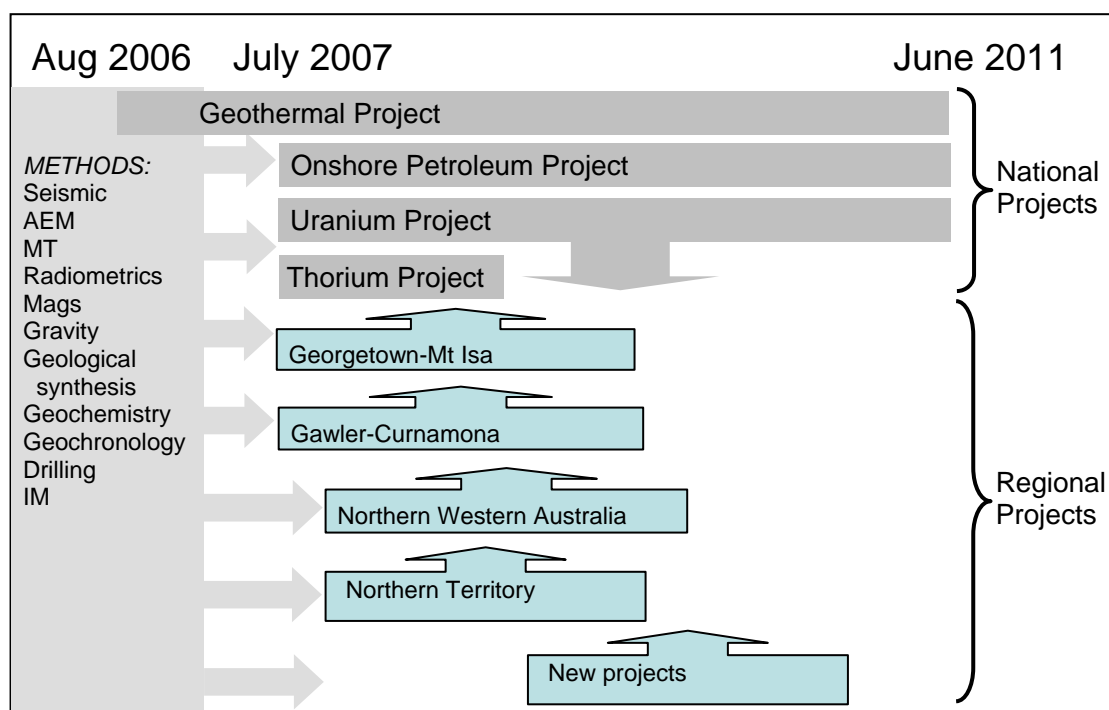 Aug 2006 July 2007 June 2011
Geothermal Project
METHODS:
Seismic
AEM
MT
Radiometrics
Mags
Gravity
Geological
synthesis
Geochemistry
Geochronology
Drilling
IM
Onshore Petroleum Project
Uranium Project
Thorium Project
National
Projects
Georgetown-Mt Isa
Gawler-Curnamona
Northern Western Australia
Northern Territory
New projects
Regional
Projects